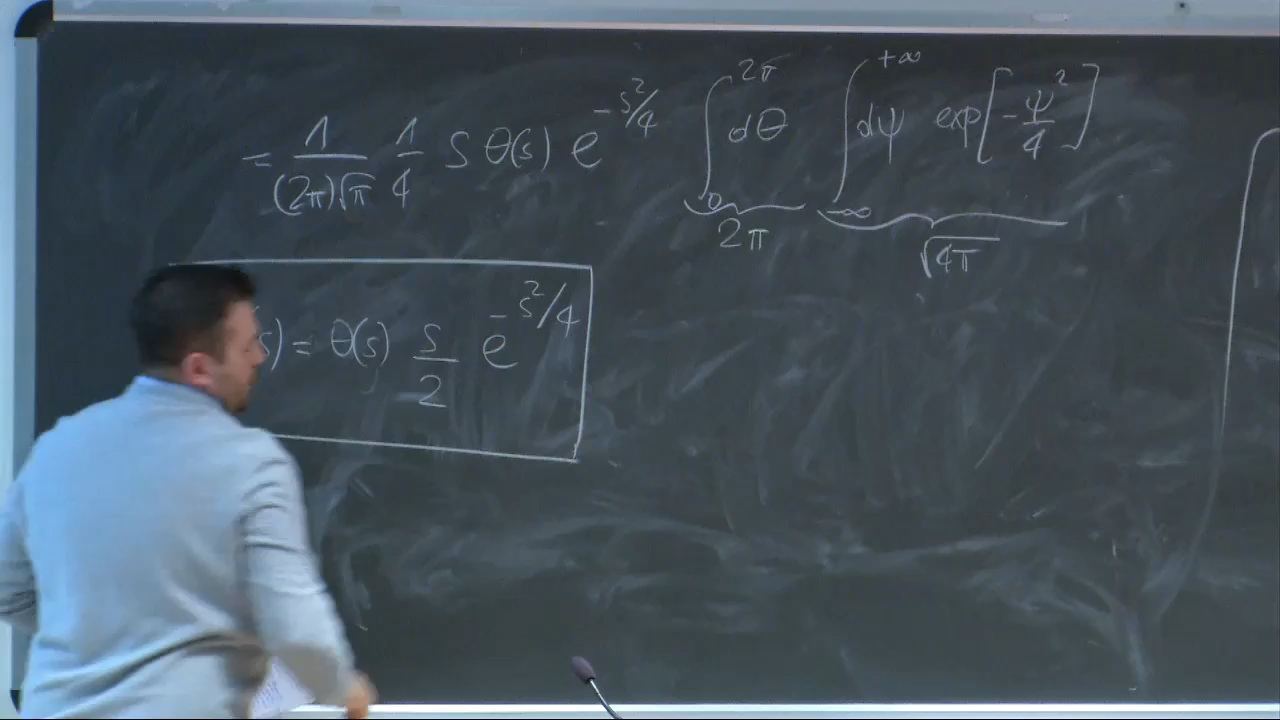 = 1/((2π)√π) 1/4 s θ(s) e^{-s²/4} ∫_0^{2π} dθ ∫_{-∞}^{+∞} dψ exp[-ψ²/4]
2π √4π
s) = θ(s) s/2 e^{-s²/4}